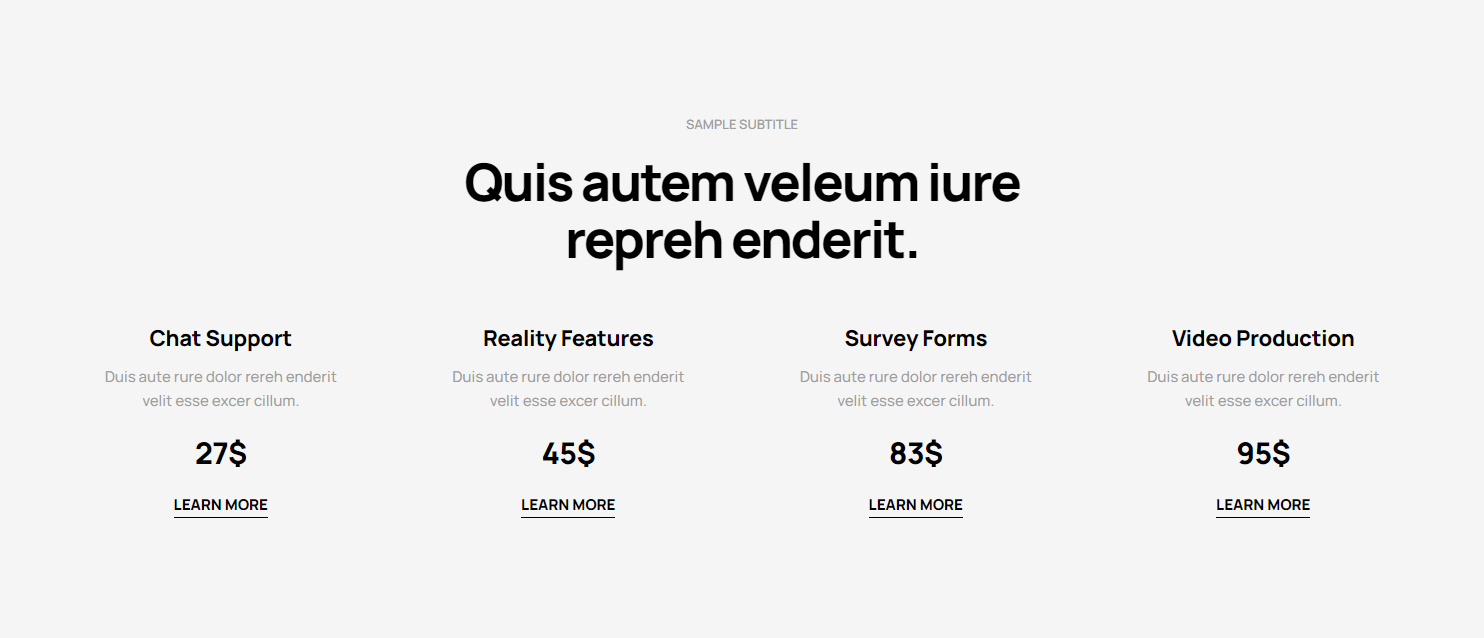 SAMPLE SUBTITLE
Quis autem veleum iure
repreh enderit.
Chat Support
Duis aute rure dolor rereh enderit
velit esse excer cillum.
27$
LEARN MORE
Reality Features
Duis aute rure dolor rereh enderit
velit esse excer cillum.
45$
LEARN MORE
Survey Forms
Duis aute rure dolor rereh enderit
velit esse excer cillum.
83$
LEARN MORE
Video Production
Duis aute rure dolor rereh enderit
velit esse excer cillum.
95$
LEARN MORE